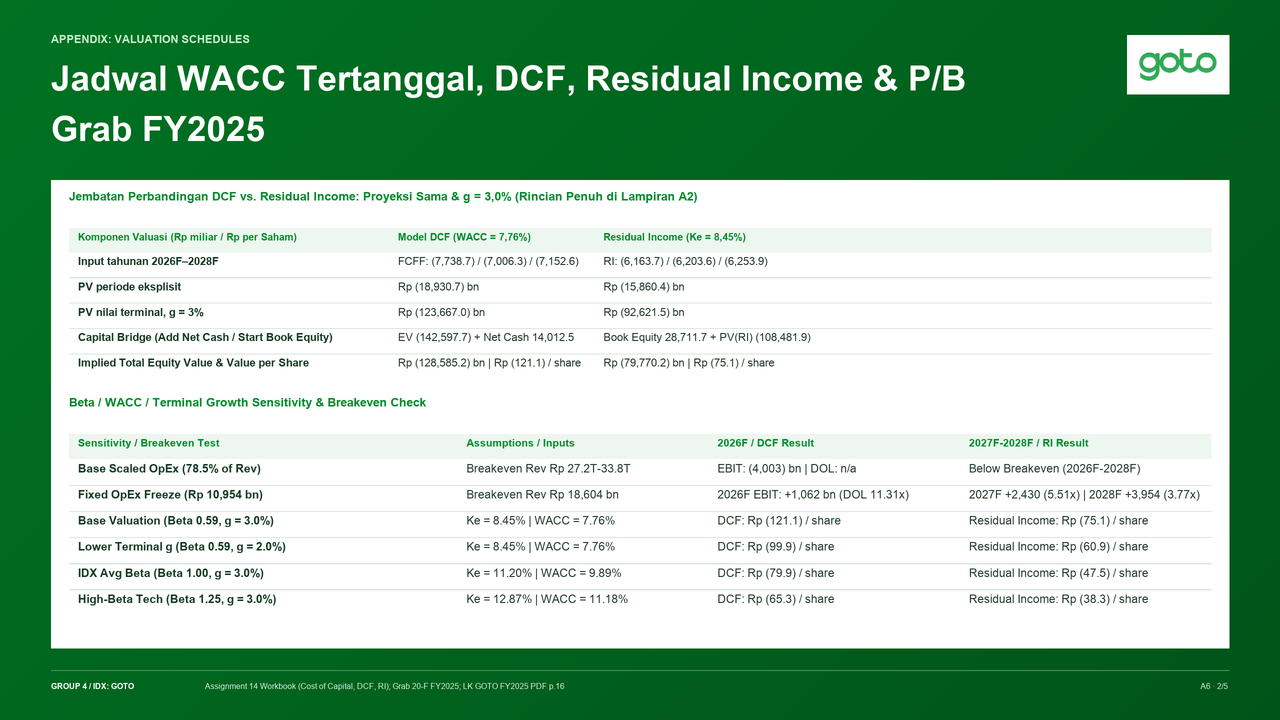 APPENDIX: VALUATION SCHEDULES
goto
Jadwal WACC Tertanggal, DCF, Residual Income & P/B
Grab FY2025
Jembatan Perbandingan DCF vs. Residual Income: Proyeksi Sama & g = 3,0% (Rincian Penuh di Lampiran A2)
Komponen Valuasi (Rp miliar / Rp per Saham) Model DCF (WACC = 7,76%) Residual Income (Ke = 8,45%)
Input tahunan 2026F–2028F FCFF: (7,738.7) / (7,006.3) / (7,152.6) RI: (6,163.7) / (6,203.6) / (6,253.9)
PV periode eksplisit Rp (18,930.7) bn Rp (15,860.4) bn
PV nilai terminal, g = 3% Rp (123,667.0) bn Rp (92,621.5) bn
Capital Bridge (Add Net Cash / Start Book Equity) EV (142,597.7) + Net Cash 14,012.5 Book Equity 28,711.7 + PV(RI) (108,481.9)
Implied Total Equity Value & Value per Share Rp (128,585.2) bn | Rp (121.1) / share Rp (79,770.2) bn | Rp (75.1) / share
Beta / WACC / Terminal Growth Sensitivity & Breakeven Check
Sensitivity / Breakeven Test Assumptions / Inputs 2026F / DCF Result 2027F-2028F / RI Result
Base Scaled OpEx (78.5% of Rev) Breakeven Rev Rp 27.2T-33.8T EBIT: (4,003) bn | DOL: n/a Below Breakeven (2026F-2028F)
Fixed OpEx Freeze (Rp 10,954 bn) Breakeven Rev Rp 18,604 bn 2026F EBIT: +1,062 bn (DOL 11.31x) 2027F +2,430 (5.51x) | 2028F +3,954 (3.77x)
Base Valuation (Beta 0.59, g = 3.0%) Ke = 8.45% | WACC = 7.76% DCF: Rp (121.1) / share Residual Income: Rp (75.1) / share
Lower Terminal g (Beta 0.59, g = 2.0%) Ke = 8.45% | WACC = 7.76% DCF: Rp (99.9) / share Residual Income: Rp (60.9) / share
IDX Avg Beta (Beta 1.00, g = 3.0%) Ke = 11.20% | WACC = 9.89% DCF: Rp (79.9) / share Residual Income: Rp (47.5) / share
High-Beta Tech (Beta 1.25, g = 3.0%) Ke = 12.87% | WACC = 11.18% DCF: Rp (65.3) / share Residual Income: Rp (38.3) / share
GROUP 4 / IDX: GOTO Assignment 14 Workbook (Cost of Capital, DCF, RI); Grab 20-F FY2025; LK GOTO FY2025 PDF p.16 A6 · 2/5